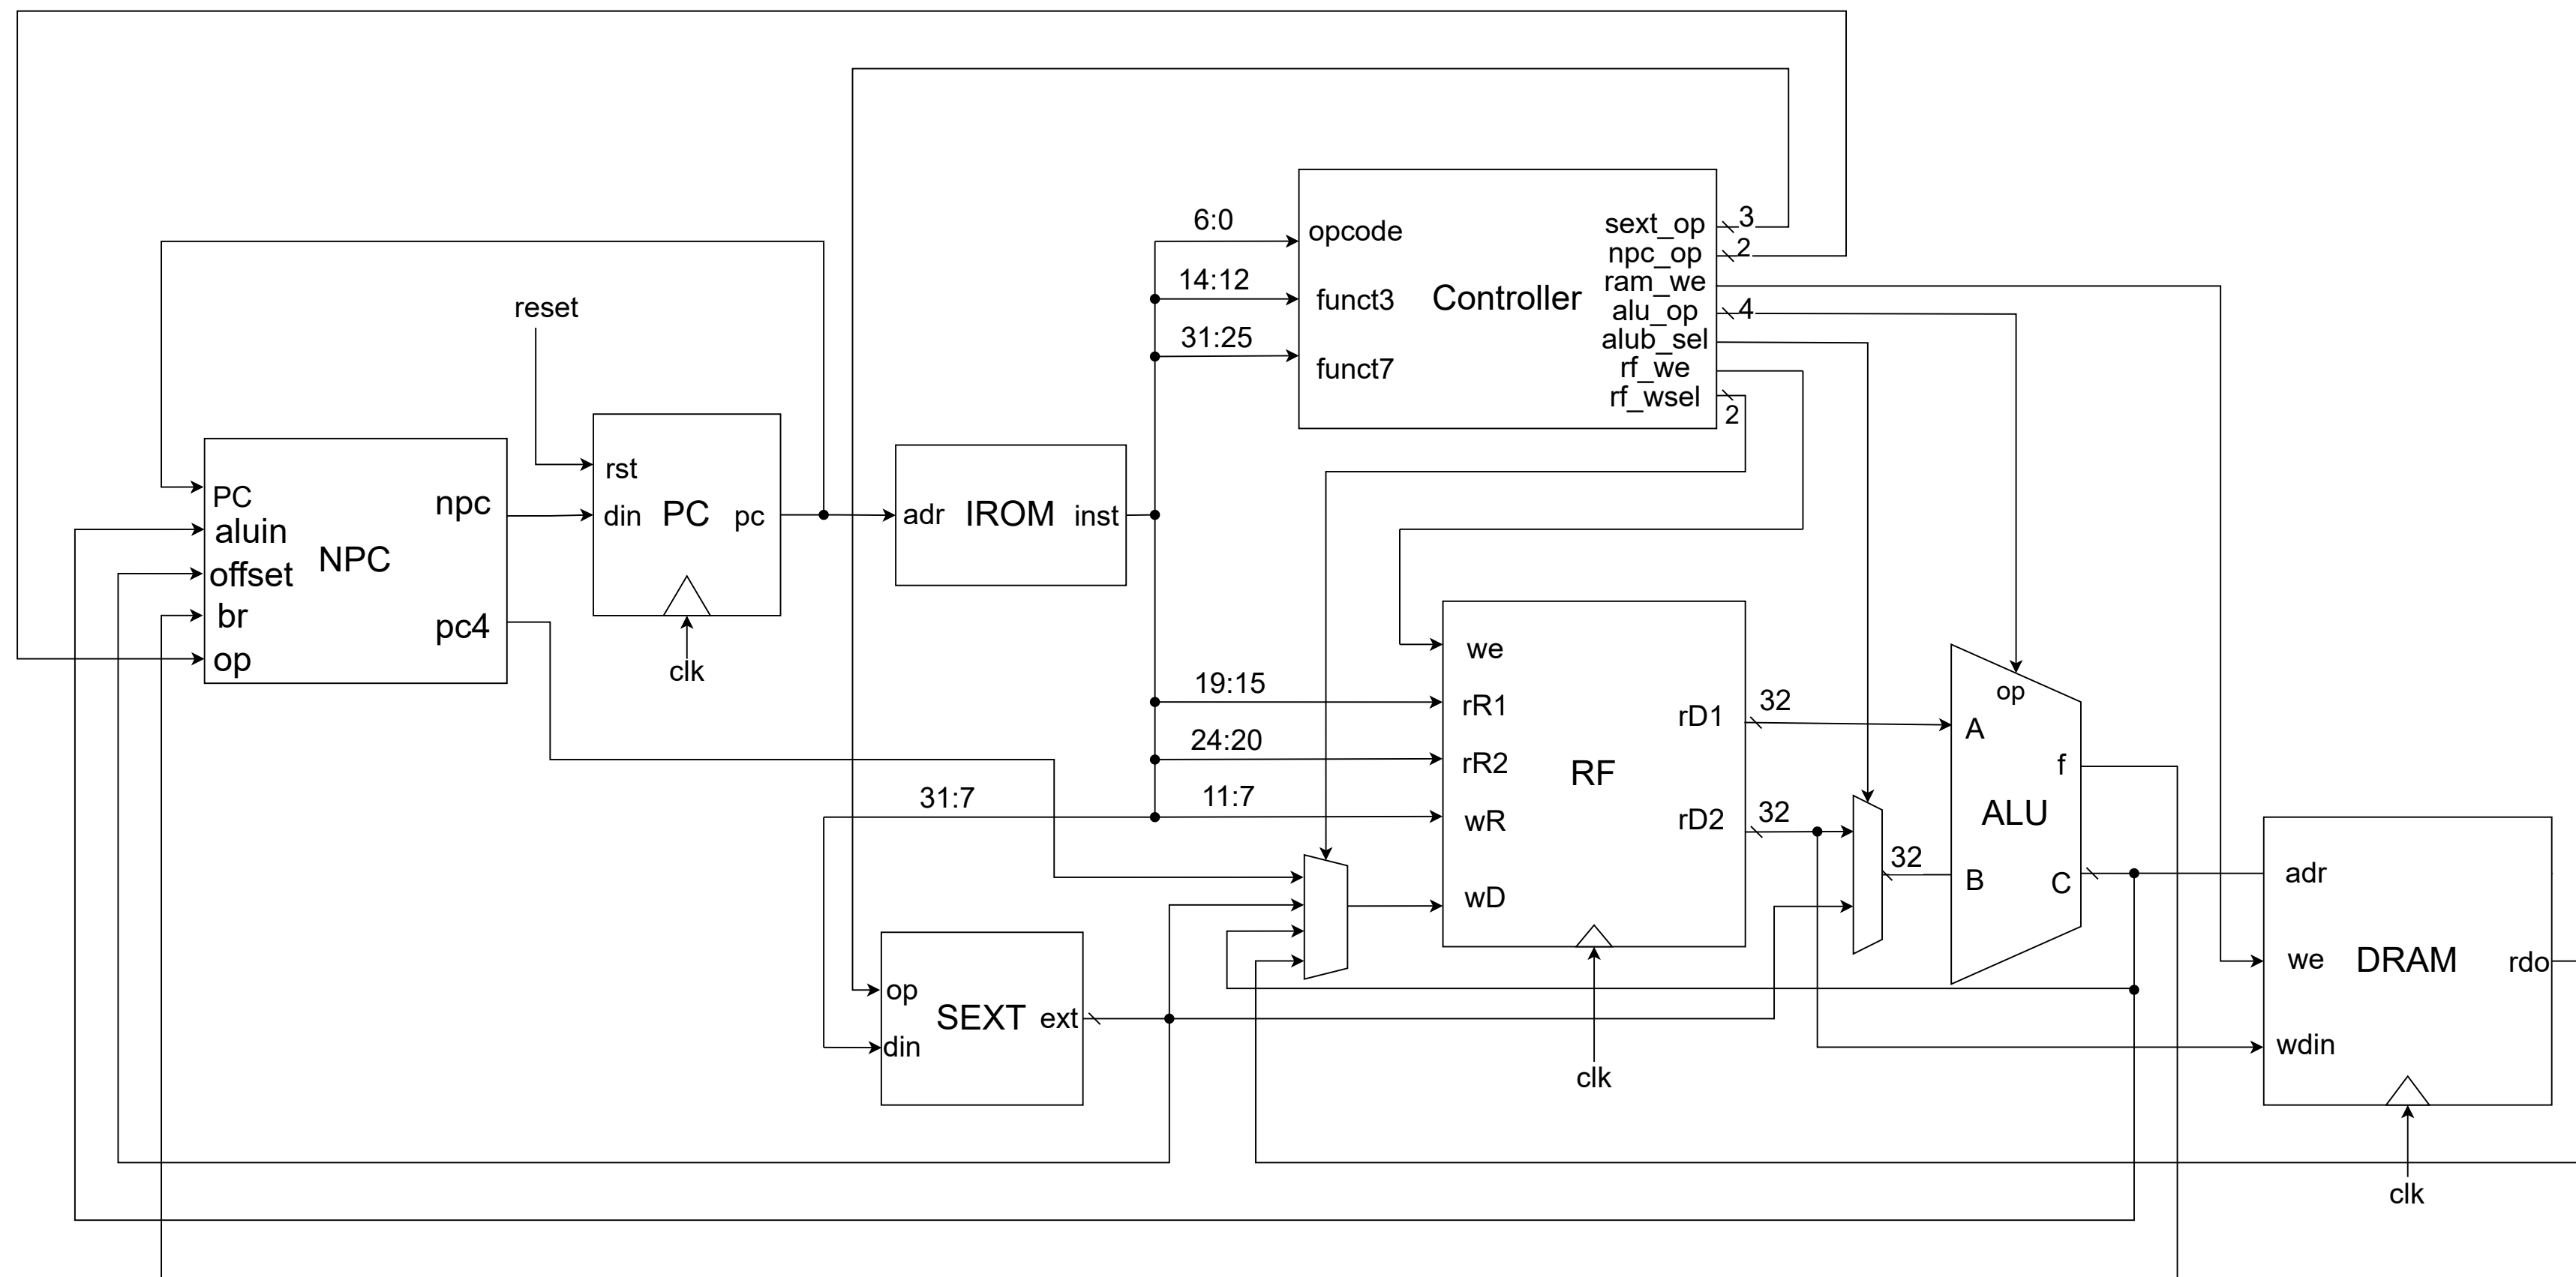 sext_op
3
6:0
opcode
npc_op
2
ram_we
14:12
funct3
Controller
alu_op
4
reset
31:25
alub_sel
funct7
rf_we
rf_wsel
2
rst
PC
npc
din
PC
pc
adr
IROM
inst
aluin
NPC
offset
br
pc4
op
clk
we
19:15
rR1
rD1
32
op
A
24:20
rR2
RF
f
31:7
11:7
wR
rD2
32
ALU
32
B
C
adr
wD
we
DRAM
rdo
op
SEXT
ext
din
wdin
clk
clk